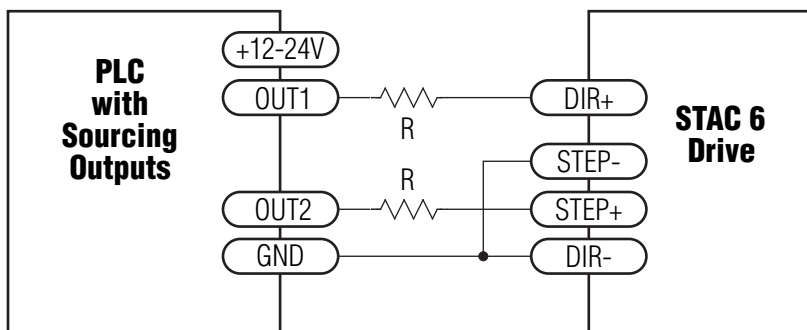 PLC
with
Sourcing
Outputs
+12-24V
OUT1
R
DIR+
STAC 6
Drive
STEP-
OUT2
R
STEP+
GND
DIR-